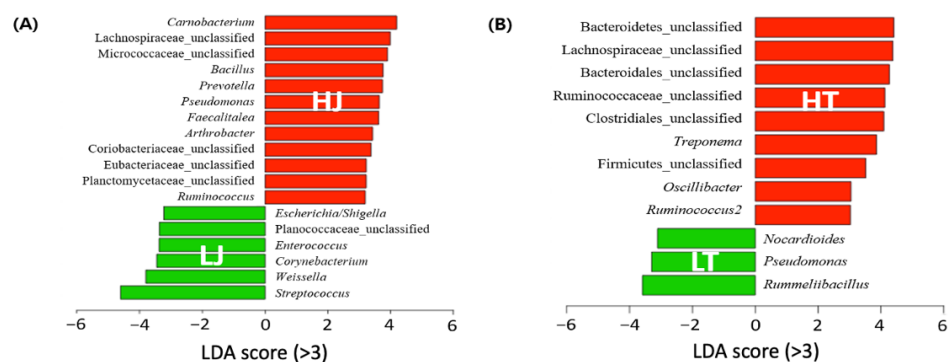 (A)
Carnobacterium
Lachnospiraceae_unclassified
Micrococcaceae_unclassified
Bacillus
Prevotella
Pseudomonas
HJ
Faecalitalea
Arthrobacter
Coriobacteriaceae_unclassified
Eubacteriaceae_unclassified
Planctomycetaceae_unclassified
Ruminococcus
Escherichia/Shigella
Planococcaceae_unclassified
Enterococcus
LJ
Corynebacterium
Weissella
Streptococcus
−6 −4 −2 0 2 4 6
LDA score (>3)
(B)
Bacteroidetes_unclassified
Lachnospiraceae_unclassified
Bacteroidales_unclassified
Ruminococcaceae_unclassified
HT
Clostridiales_unclassified
Treponema
Firmicutes_unclassified
Oscillibacter
Ruminococcus2
Nocardioides
LT
Pseudomonas
Rummeliibacillus
−6 −4 −2 0 2 4 6
LDA score (>3)